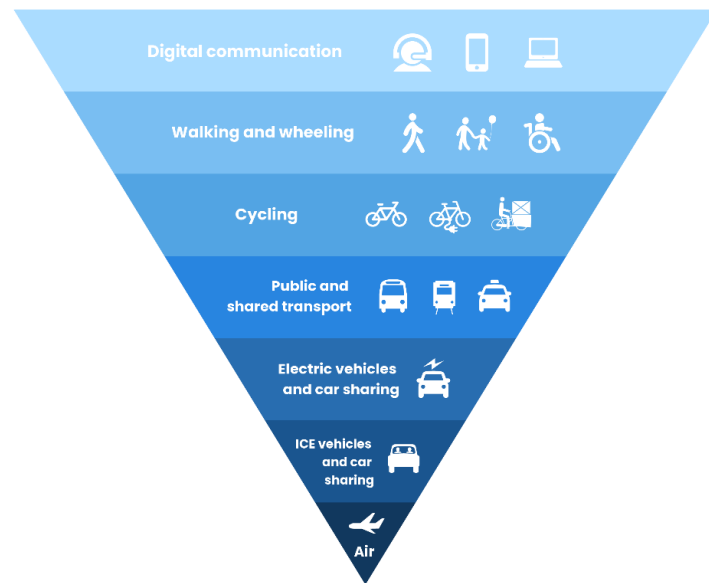 Digital communication
Walking and wheeling
Cycling
Public and
shared transport
Electric vehicles
and car sharing
ICE vehicles
and car
sharing
Air